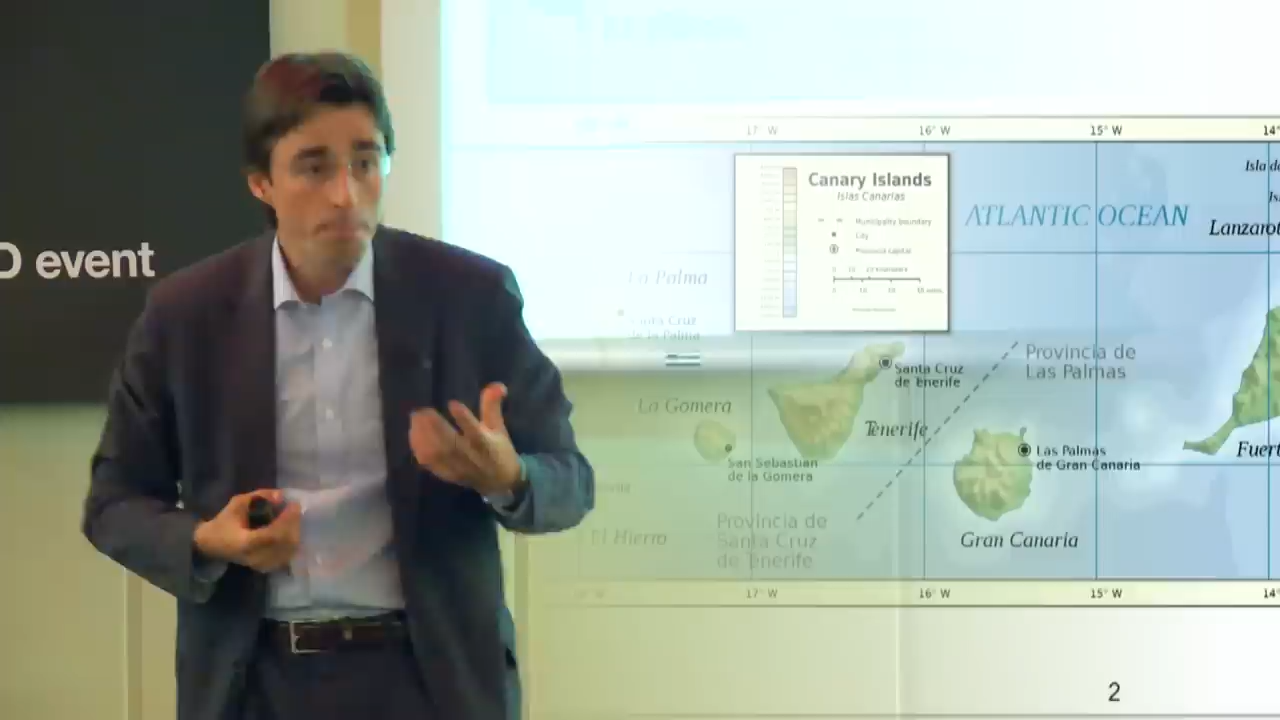 D event
17° W
16° W
15° W
14°
Canary Islands
Islas Canarias
Municipality boundary
City
Province capital
ATLANTIC OCEAN
Isla de
Lanzarot
La Palma
Santa Cruz
de la Palma
Santa Cruz
de Tenerife
Provincia de
Las Palmas
La Gomera
Tenerife
San Sebastian
de la Gomera
Las Palmas
de Gran Canaria
Fuert
El Hierro
Provincia de
Santa Cruz
de Tenerife
Gran Canaria
17° W
16° W
15° W
14°
2